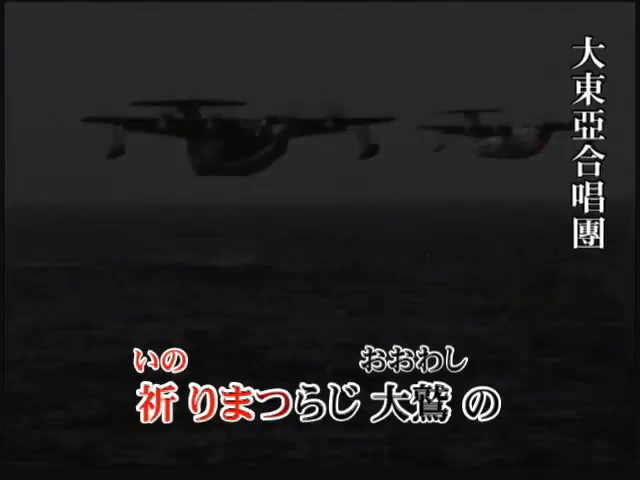 大東亞合唱團
いの おおわし
祈りまつらじ 大鷲の